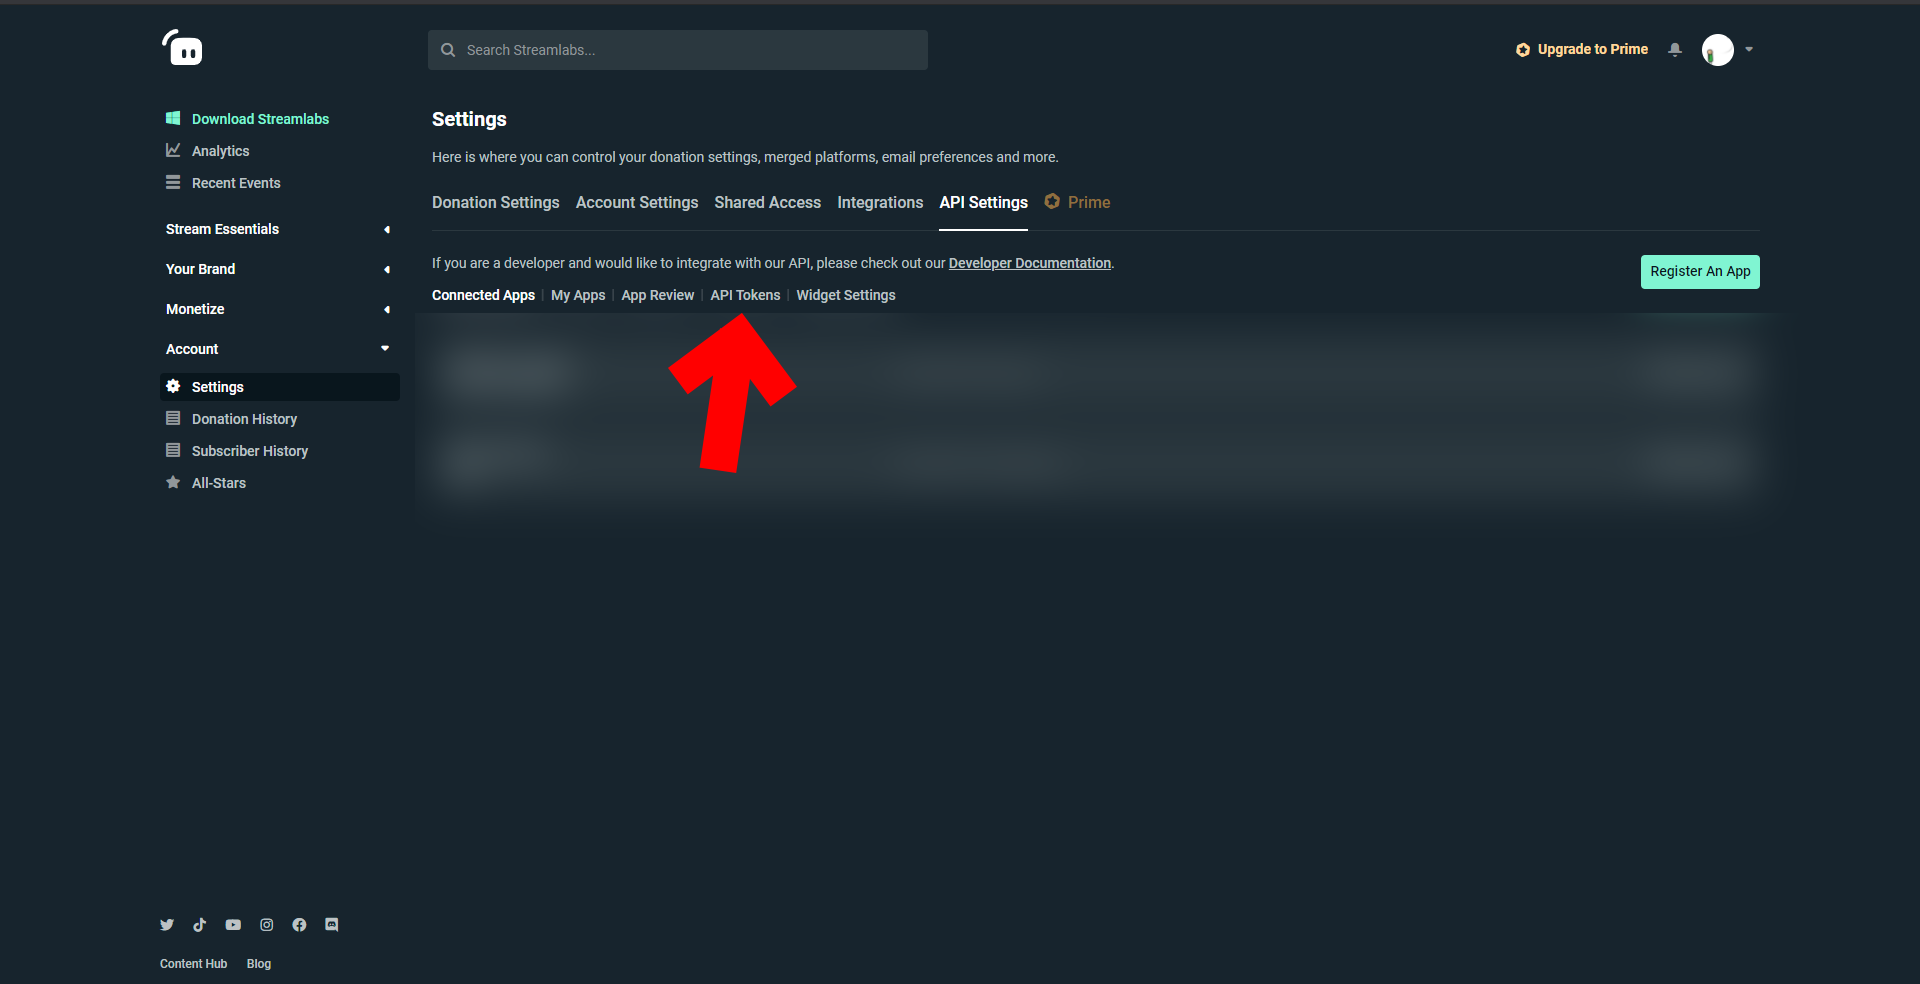 Search Streamlabs...
Upgrade to Prime
Download Streamlabs
Analytics
Recent Events
Stream Essentials
Your Brand
Monetize
Account
Settings
Donation History
Subscriber History
All-Stars
Settings
Here is where you can control your donation settings, merged platforms, email preferences and more.
Donation Settings Account Settings Shared Access Integrations API Settings Prime
If you are a developer and would like to integrate with our API, please check out our Developer Documentation.
Register An App
Connected Apps | My Apps | App Review | API Tokens | Widget Settings
Content Hub Blog